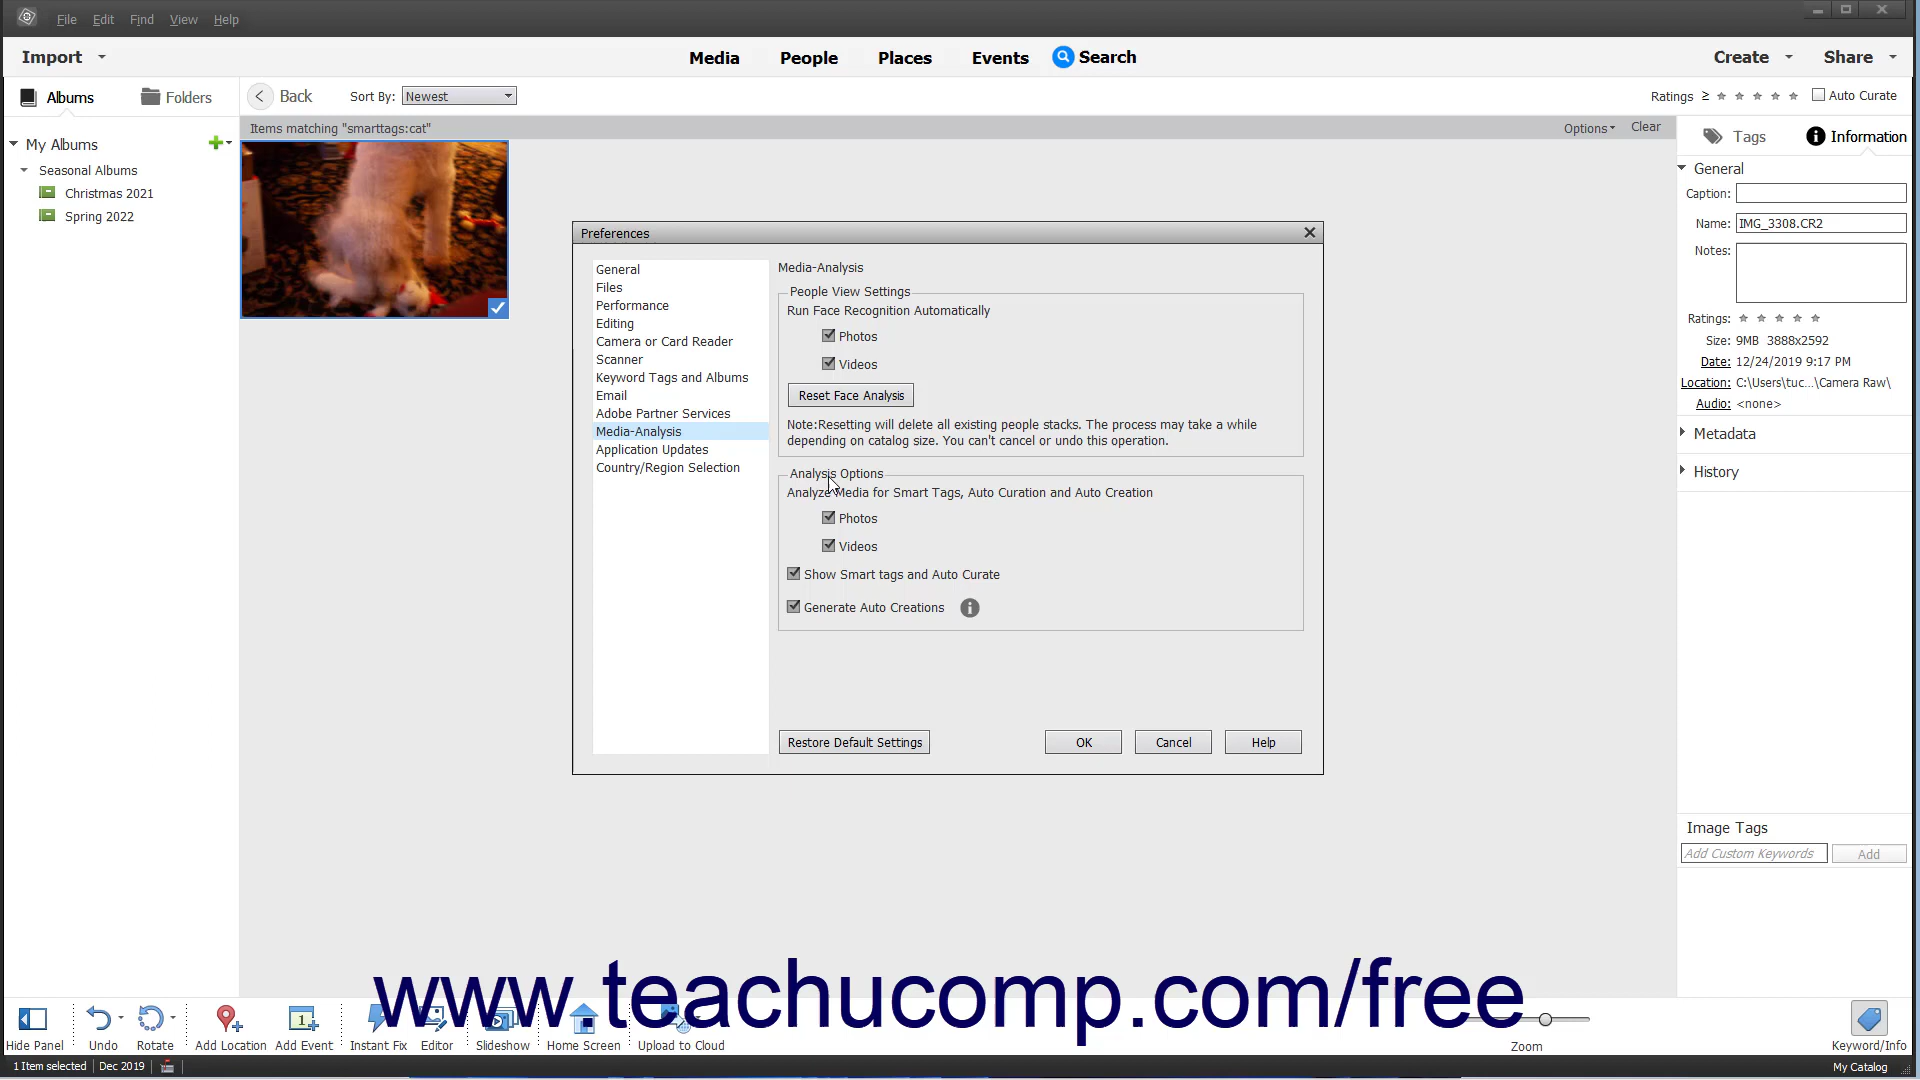 File Edit Find View Help
Import
Media People Places Events Search
Create Share
Albums Folders
Back Sort By: Newest
Ratings ≥ Auto Curate
Items matching "smarttags:cat"
Options Clear
My Albums
Seasonal Albums
Christmas 2021
Spring 2022
Preferences
General
Files
Performance
Editing
Camera or Card Reader
Scanner
Keyword Tags and Albums
Email
Adobe Partner Services
Media-Analysis
Application Updates
Country/Region Selection
Media-Analysis
People View Settings
Run Face Recognition Automatically
Photos
Videos
Reset Face Analysis
Note:Resetting will delete all existing people stacks. The process may take a while
depending on catalog size. You can't cancel or undo this operation.
Analysis Options
Analyze Media for Smart Tags, Auto Curation and Auto Creation
Photos
Videos
Show Smart tags and Auto Curate
Generate Auto Creations
Restore Default Settings OK Cancel Help
Tags Information
General
Caption:
Name: IMG_3308.CR2
Notes:
Ratings:
Size: 9MB 3888x2592
Date: 12/24/2019 9:17 PM
Location: C:\Users\tuc...\Camera Raw\
Audio: <none>
Metadata
History
Image Tags
Add Custom Keywords Add
www.teachucomp.com/free
Hide Panel Undo Rotate Add Location Add Event Instant Fix Editor Slideshow Home Screen Upload to Cloud Zoom Keyword/Info
1 Item selected Dec 2019 My Catalog